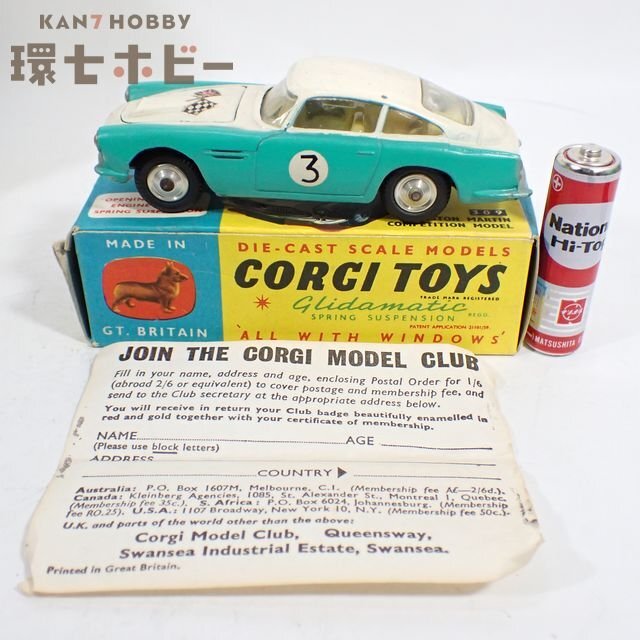 KAN7HOBBY
環七ホビー
3
OPENING
ENGINE
SPRING SUSPENSION
309
ASTON MARTIN
COMPETITION MODEL
MADE IN
GT. BRITAIN
DIE-CAST SCALE MODELS
CORGI TOYS
TRADE MARK REGISTERED
Glidamatic
REGD.
SPRING SUSPENSION
PATENT APPLICATION 21101/59.
'ALL WITH WINDOWS'
National
Hi-Top
MATSUSHITA
JOIN THE CORGI MODEL CLUB
Fill in your name, address and age, enclosing Postal Order for 1/6
(abroad 2/6 or equivalent) to cover postage and membership fee, and
send to the Club secretary at the appropriate address below.
You will receive in return your Club badge beautifully enamelled in
red and gold together with your certificate of membership.
NAME AGE
(Please use block letters)
ADDRESS
COUNTRY
Australia: P.O. Box 1607M, Melbourne, C.I. (Membership fee A£—2/6d.).
Canada: Kleinberg Agencies, 1085, St. Alexander St., Montreal 1, Quebec.
(Membership fee 35c.). S. Africa: P.O. Box 6024, Johannesburg. (Membership
fee RO.25). U.S.A.: 1107 Broadway, New York 10, N.Y. (Membership fee 50c.).
U.K. and parts of the world other than the above:
Corgi Model Club, Queensway,
Swansea Industrial Estate, Swansea.
Printed in Great Britain.